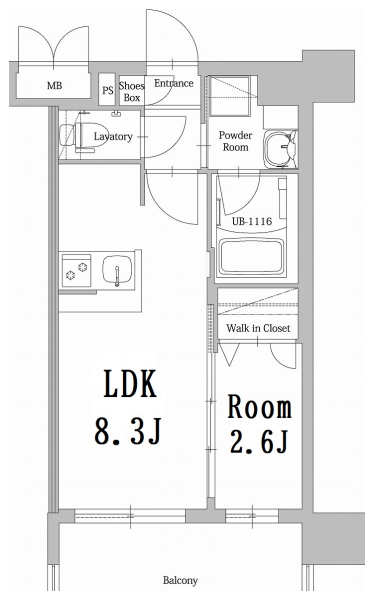 MB
PS
Shoes
Box
Entrance
Lavatory
Powder
Room
UB-1116
Walk in Closet
LDK
8.3J
Room
2.6J
Balcony